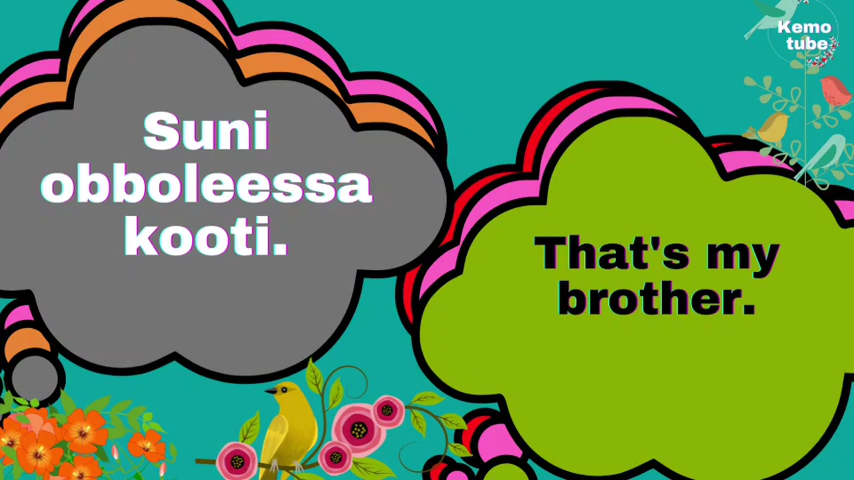 Kemo
tube
Suni
obboleessa
kooti.
That's my
brother.